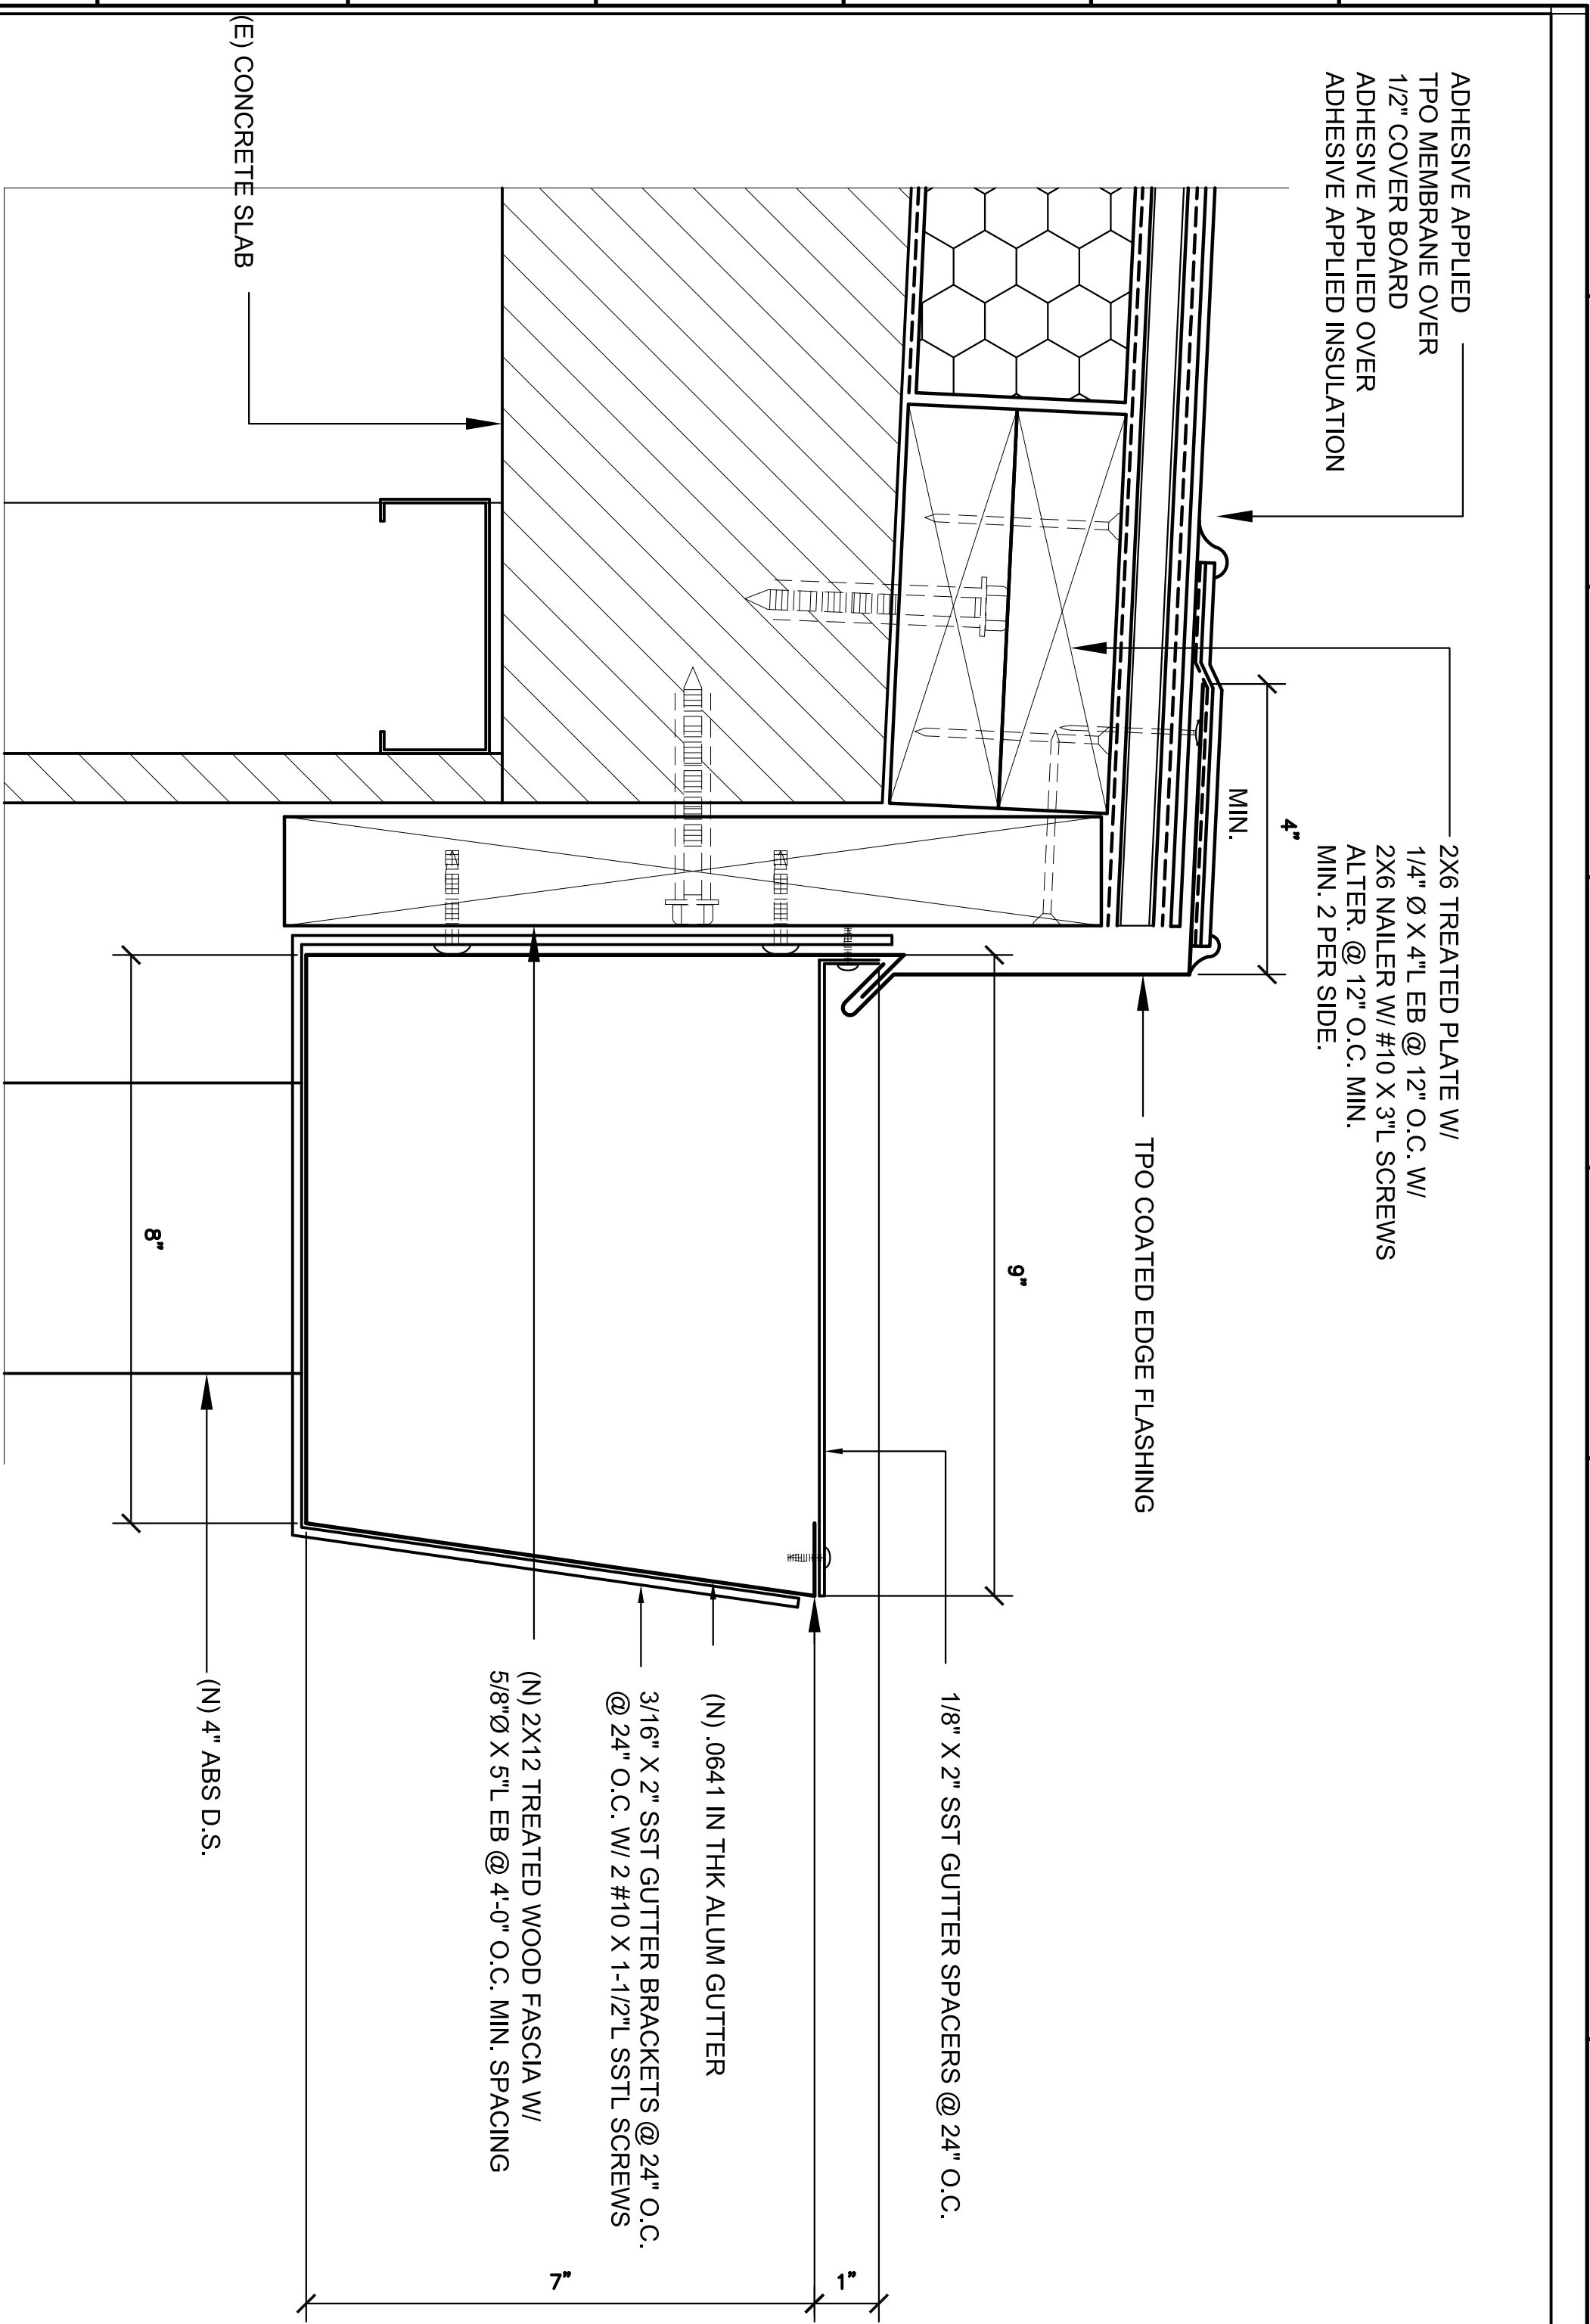 ADHESIVE APPLIED
TPO MEMBRANE OVER
1/2" COVER BOARD
ADHESIVE APPLIED OVER
ADHESIVE APPLIED INSULATION
2X6 TREATED PLATE W/
1/4" Ø X 4"L EB @ 12" O.C. W/
2X6 NAILER W/ #10 X 3"L SCREWS
ALTER. @ 12" O.C. MIN.
MIN. 2 PER SIDE.
4"
MIN.
TPO COATED EDGE FLASHING
9"
1/8" X 2" SST GUTTER SPACERS @ 24" O.C.
1"
(N) .0641 IN THK ALUM GUTTER
3/16" X 2" SST GUTTER BRACKETS @ 24" O.C.
@ 24" O.C. W/ 2 #10 X 1-1/2"L SSTL SCREWS
7"
(N) 2X12 TREATED WOOD FASCIA W/
5/8"Ø X 5"L EB @ 4'-0" O.C. MIN. SPACING
(E) CONCRETE SLAB
(N) 4" ABS D.S.
8"